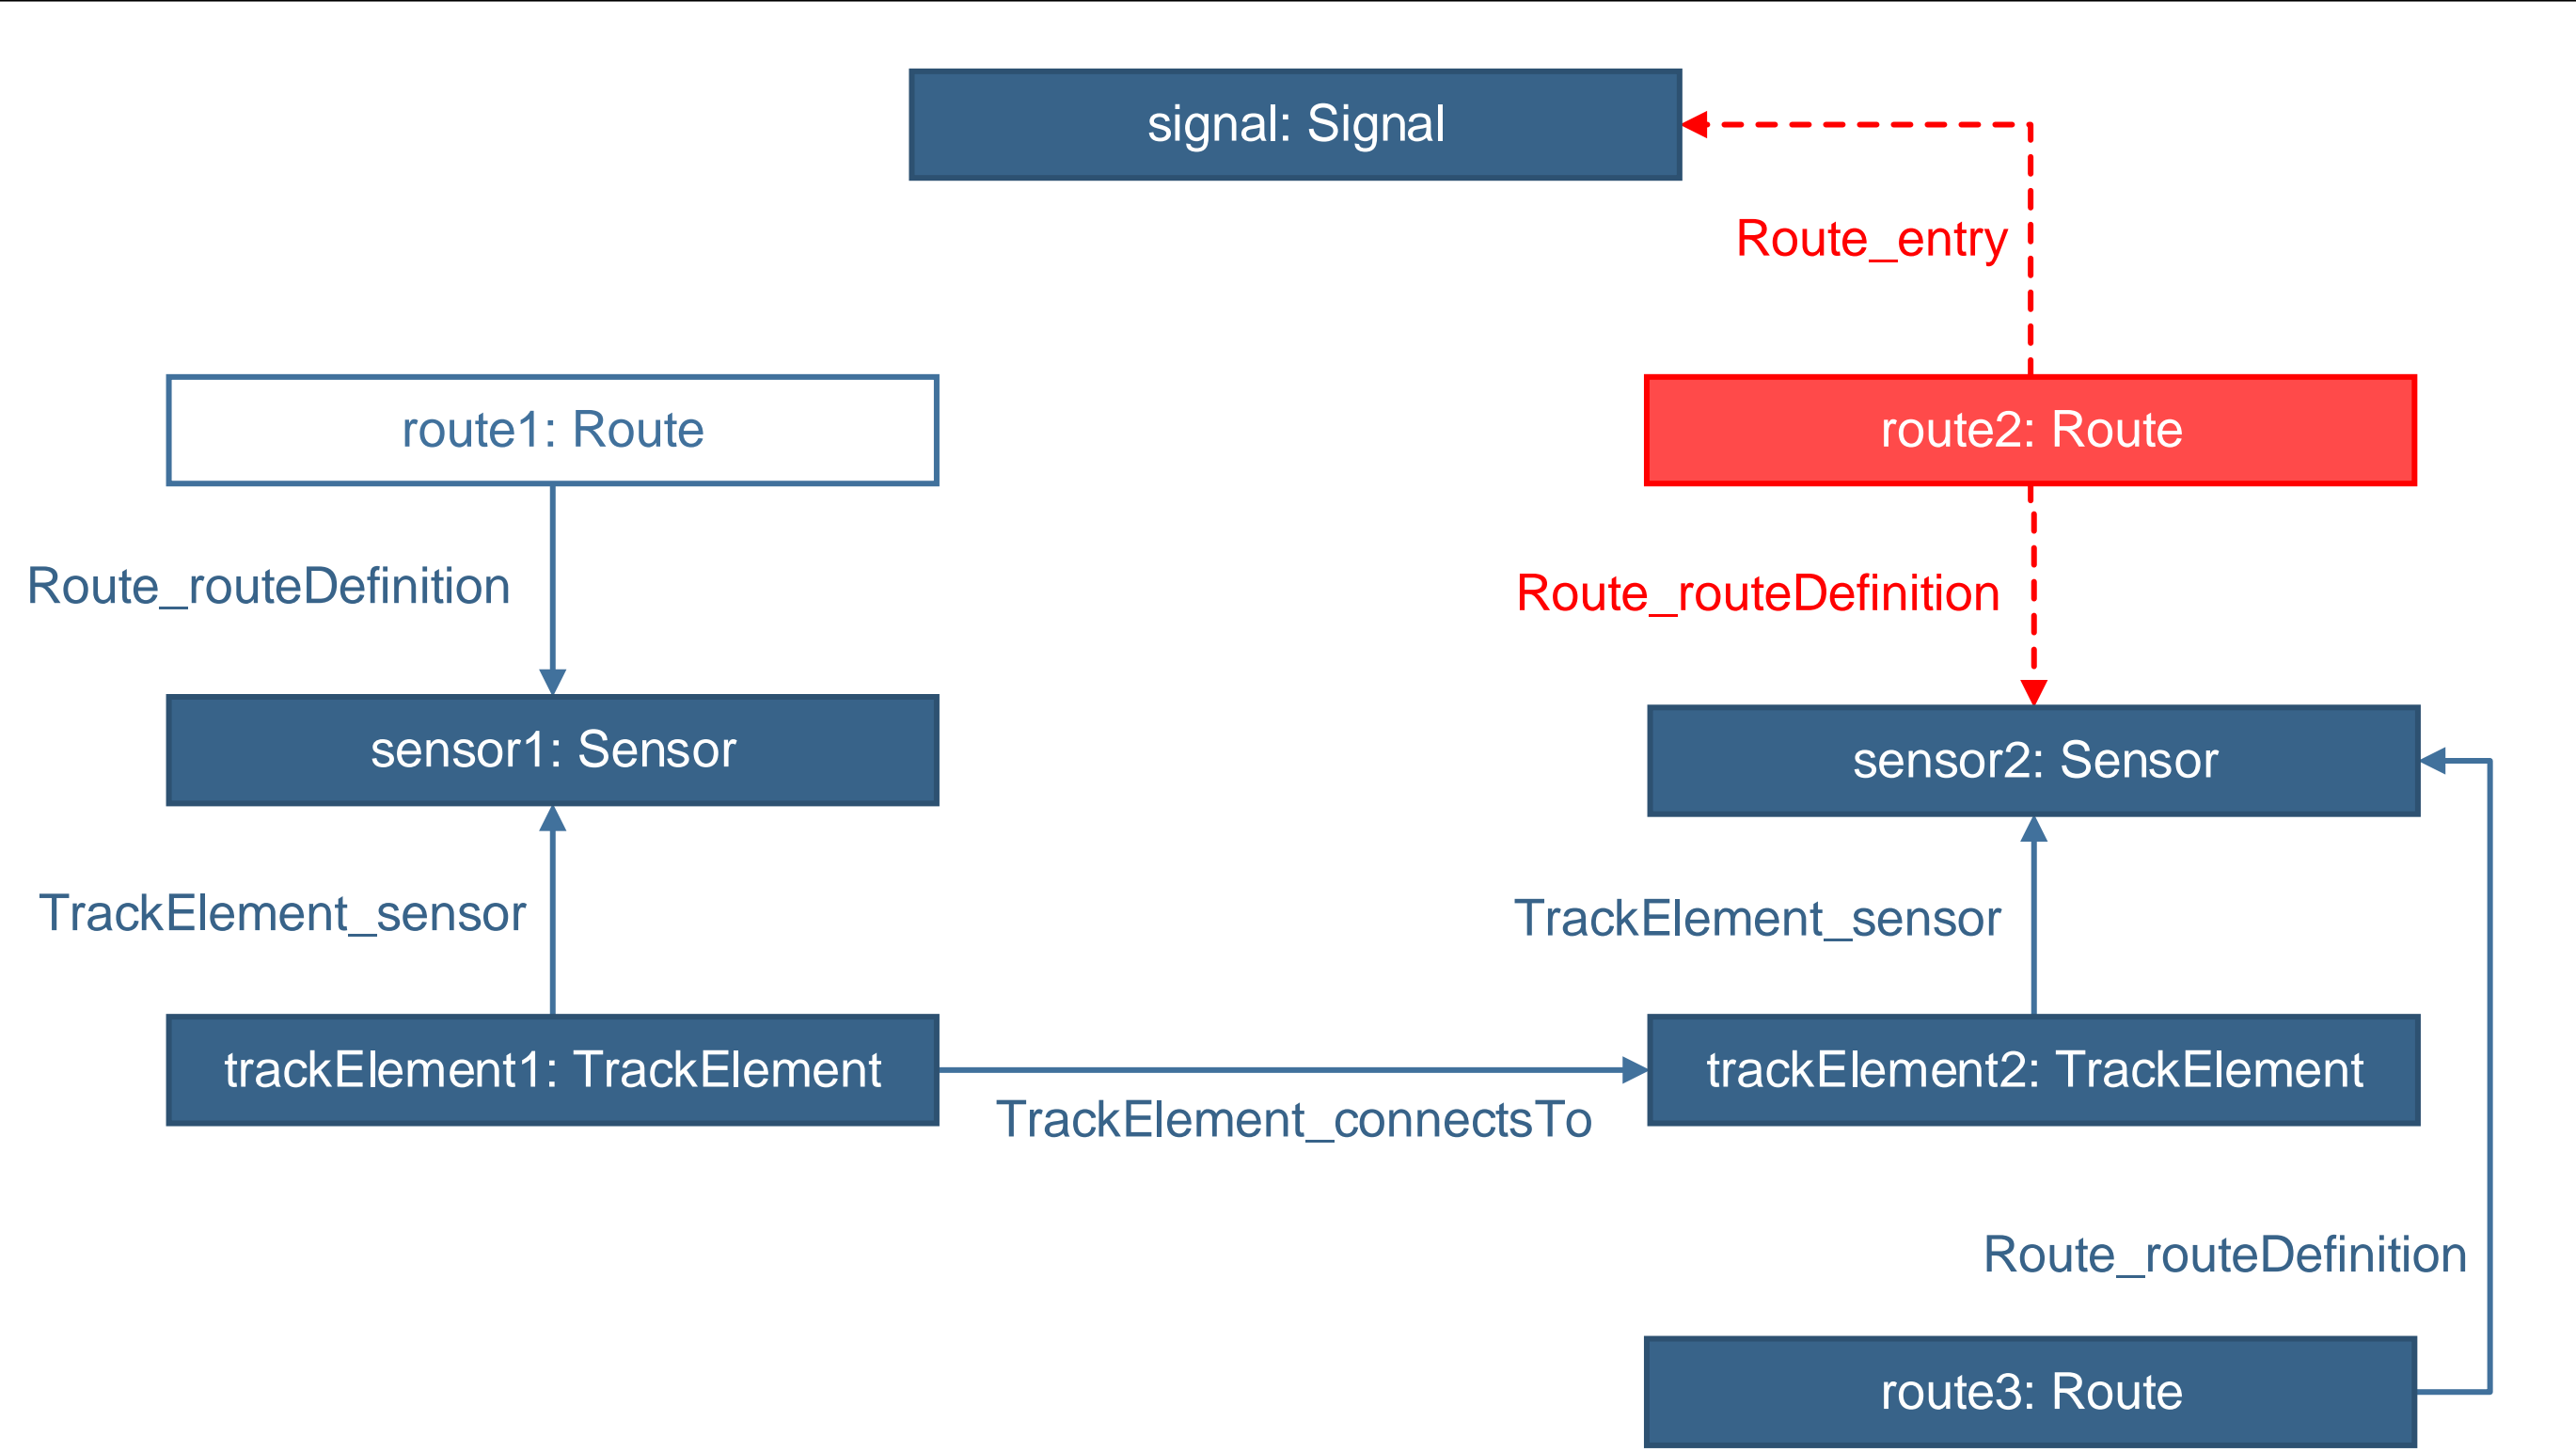 signal: Signal
Route_entry
route1: Route
route2: Route
Route_routeDefinition
Route_routeDefinition
sensor1: Sensor
sensor2: Sensor
TrackElement_sensor
TrackElement_sensor
trackElement1: TrackElement
trackElement2: TrackElement
TrackElement_connectsTo
Route_routeDefinition
route3: Route